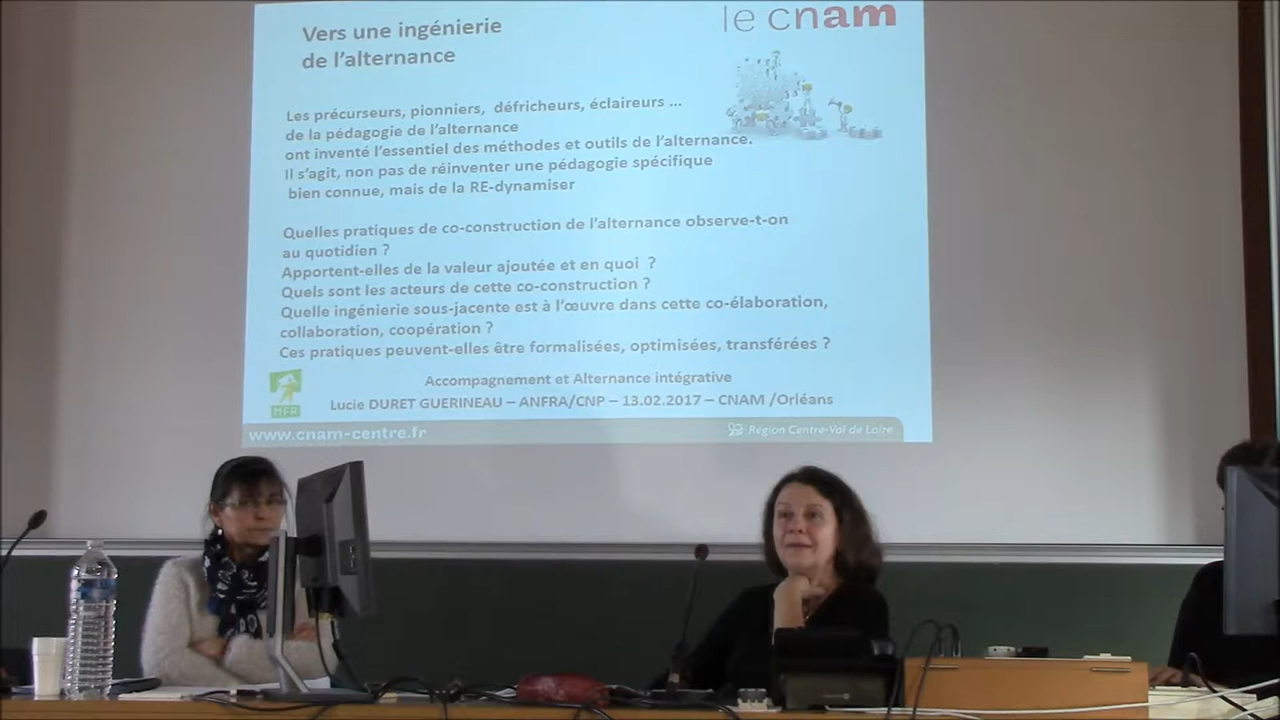 Vers une ingénierie
de l'alternance
le cnam
Les précurseurs, pionniers, défricheurs, éclaireurs ...
de la pédagogie de l'alternance
ont inventé l'essentiel des méthodes et outils de l'alternance.
Il s'agit, non pas de réinventer une pédagogie spécifique
bien connue, mais de la RE-dynamiser
Quelles pratiques de co-construction de l'alternance observe-t-on
au quotidien ?
Apportent-elles de la valeur ajoutée et en quoi ?
Quels sont les acteurs de cette co-construction ?
Quelle ingénierie sous-jacente est à l'œuvre dans cette co-élaboration,
collaboration, coopération ?
Ces pratiques peuvent-elles être formalisées, optimisées, transférées ?
MFR
Accompagnement et Alternance intégrative
Lucie DURET GUERINEAU – ANFRA/CNP – 13.02.2017 – CNAM /Orléans
www.cnam-centre.fr
Région Centre-Val de Loire